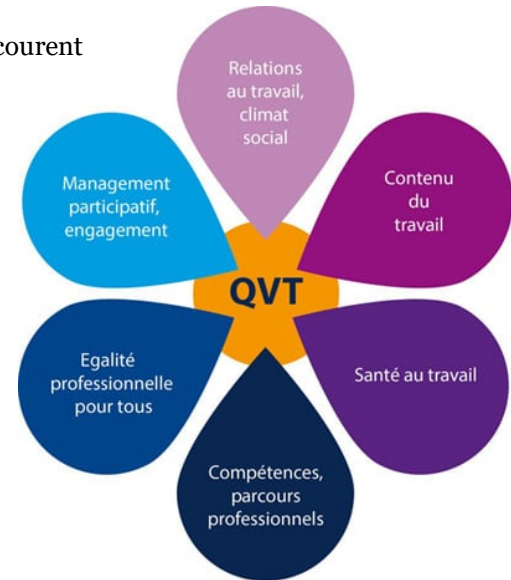 courent
Relations
au travail,
climat
social
Contenu
du
travail
Santé au travail
Compétences,
parcours
professionnels
Egalité
professionnelle
pour tous
Management
participatif,
engagement
QVT